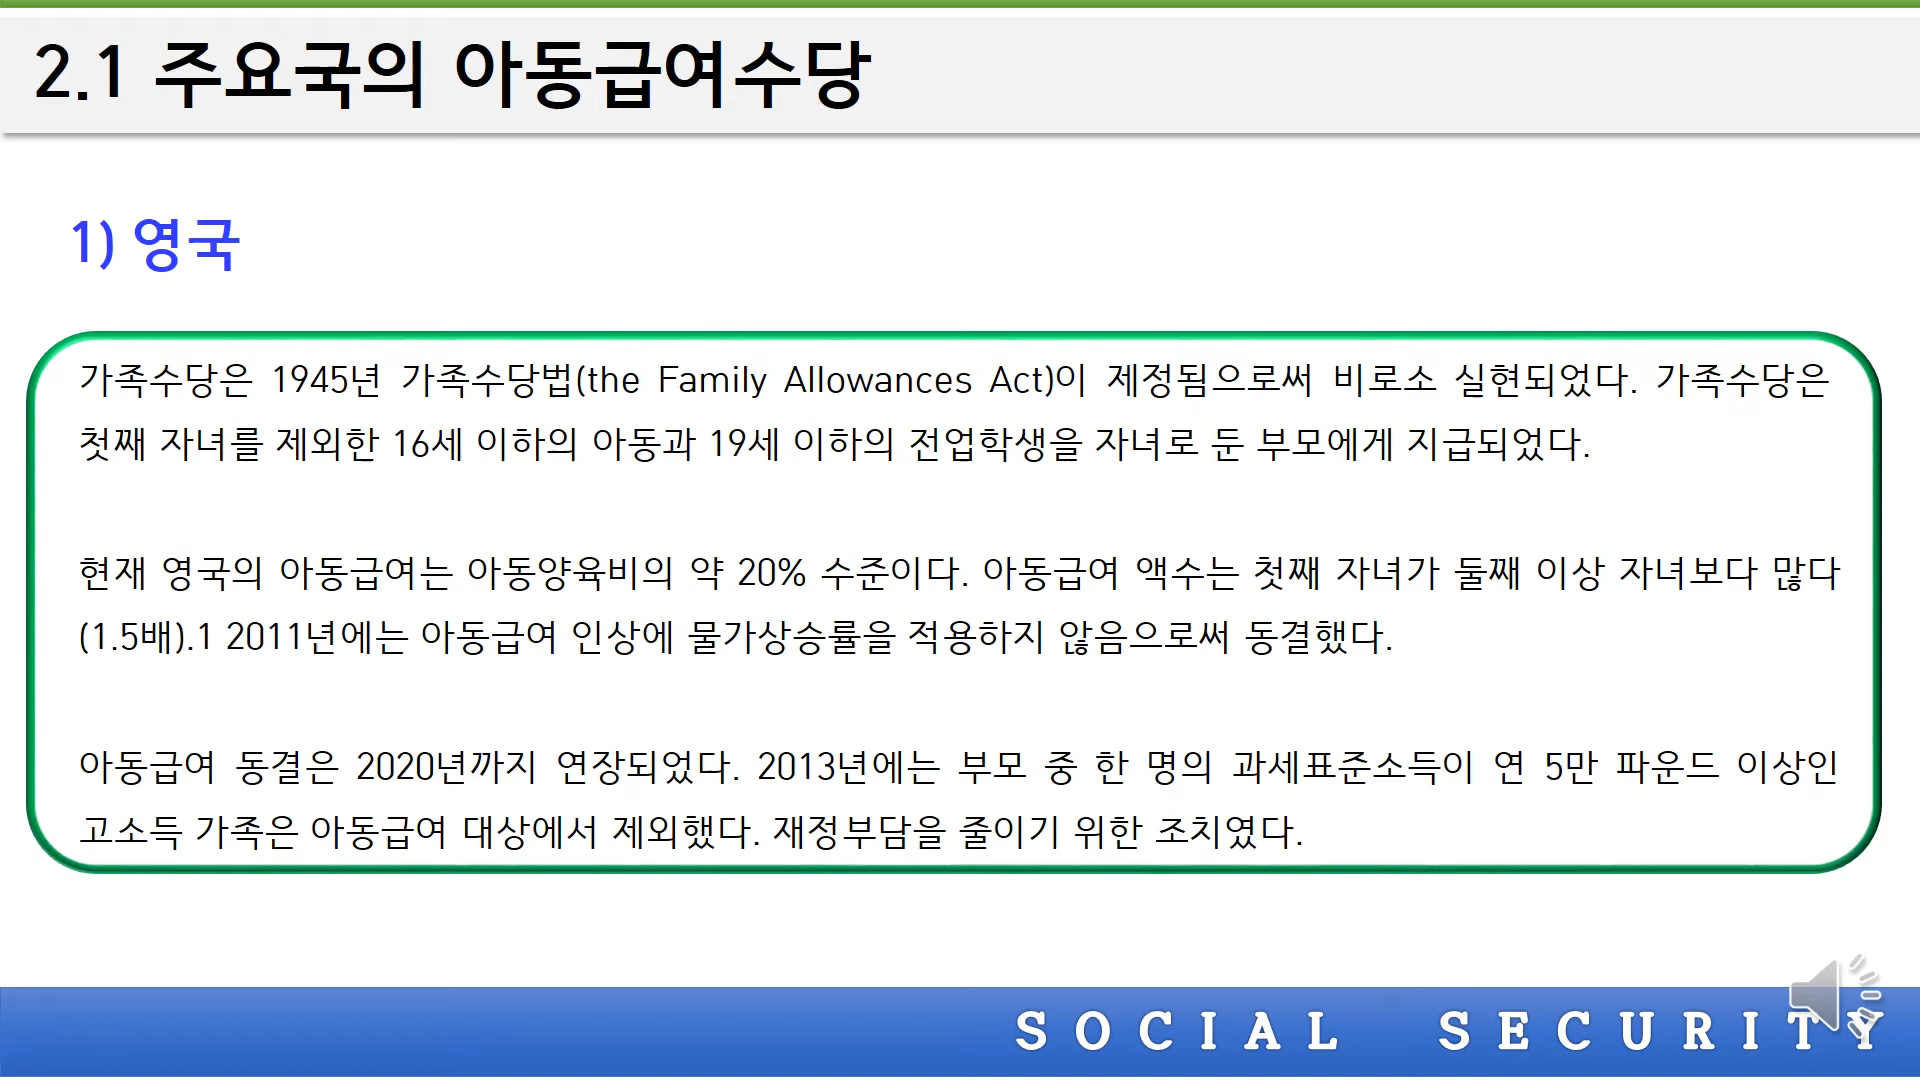 2.1 주요국의 아동급여수당
1) 영국
가족수당은 1945년 가족수당법(the Family Allowances Act)이 제정됨으로써 비로소 실현되었다. 가족수당은
첫째 자녀를 제외한 16세 이하의 아동과 19세 이하의 전업학생을 자녀로 둔 부모에게 지급되었다.
현재 영국의 아동급여는 아동양육비의 약 20% 수준이다. 아동급여 액수는 첫째 자녀가 둘째 이상 자녀보다 많다
(1.5배).1 2011년에는 아동급여 인상에 물가상승률을 적용하지 않음으로써 동결했다.
아동급여 동결은 2020년까지 연장되었다. 2013년에는 부모 중 한 명의 과세표준소득이 연 5만 파운드 이상인
고소득 가족은 아동급여 대상에서 제외했다. 재정부담을 줄이기 위한 조치였다.
SOCIAL SECURITY